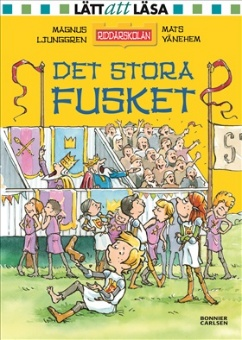 LÄTT att LÄSA
MAGNUS LJUNGGREN
RIDDARSKOLAN
MATS VÄNEHEM
DET STORA
FUSKET
BONNIER
CARLSEN